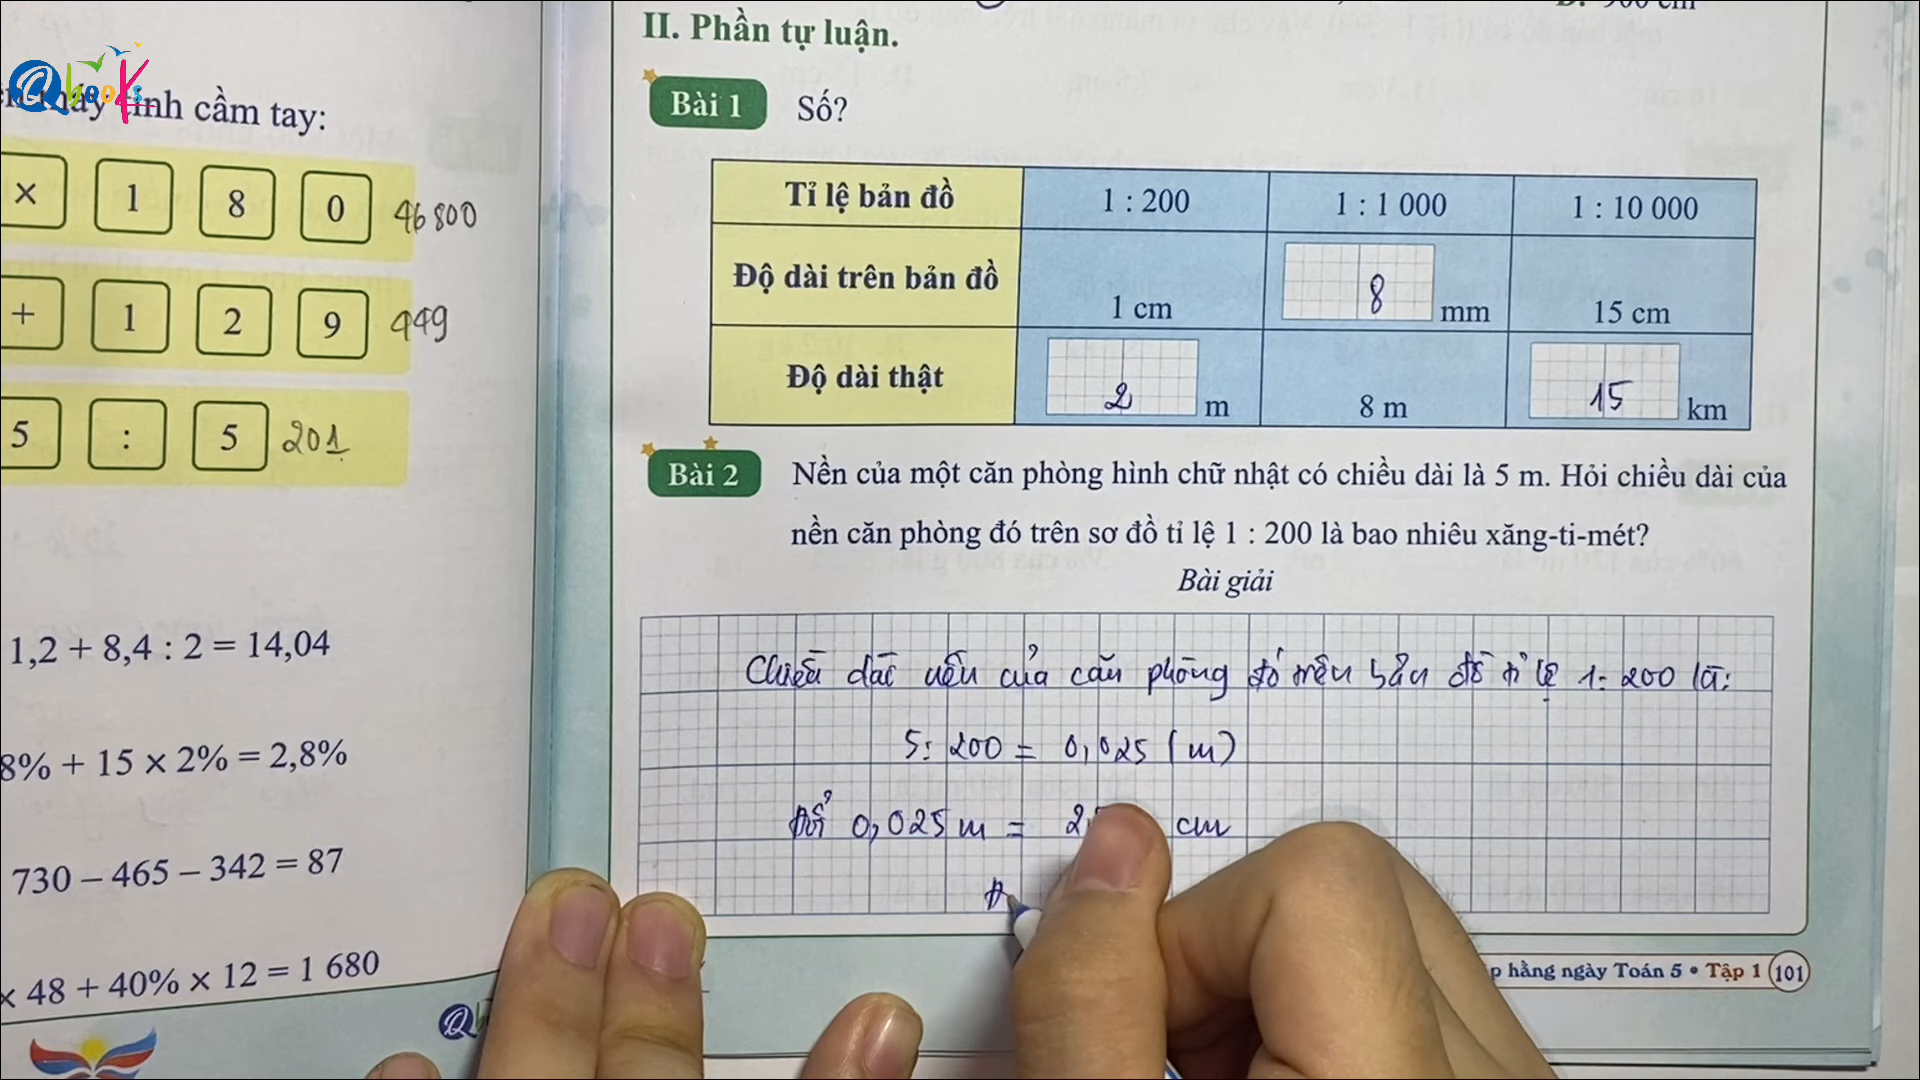 Qbooks
máy tính cầm tay:
× 1 8 0 46800
+ 1 2 9 449
5 : 5 201
1,2 + 8,4 : 2 = 14,04
8% + 15 × 2% = 2,8%
730 – 465 – 342 = 87
× 48 + 40% × 12 = 1 680
II. Phần tự luận.
Bài 1 Số?
Tỉ lệ bản đồ 1 : 200 1 : 1 000 1 : 10 000
Độ dài trên bản đồ 1 cm 8 mm 15 cm
Độ dài thật 2 m 8 m 15 km
Bài 2 Nền của một căn phòng hình chữ nhật có chiều dài là 5 m. Hỏi chiều dài của
nền căn phòng đó trên sơ đồ tỉ lệ 1 : 200 là bao nhiêu xăng-ti-mét?
Bài giải
Chiều dài nền của căn phòng đó trên bản đồ tỉ lệ 1: 200 là:
5: 200 = 0,025 (m)
Đổi 0,025 m = cm
Đ
hằng ngày Toán 5 • Tập 1 101